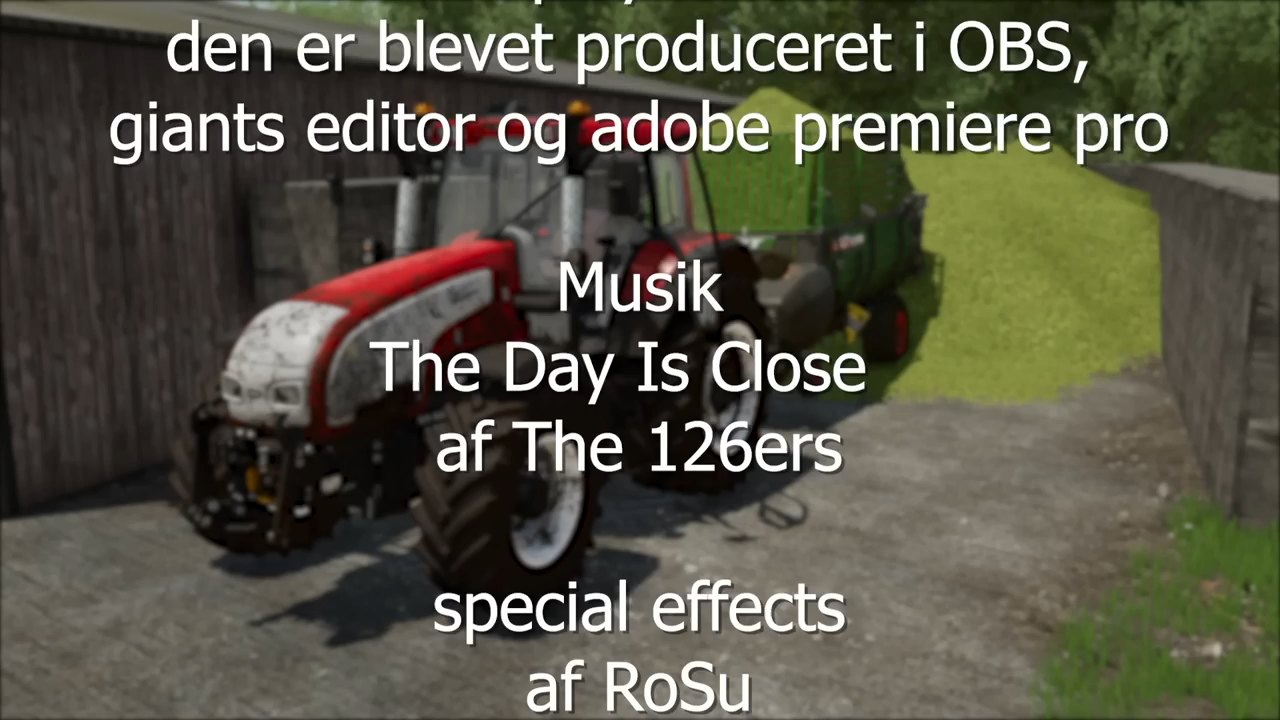 den er blevet produceret i OBS,
giants editor og adobe premiere pro
Musik
The Day Is Close
af The 126ers
special effects
af RoSu